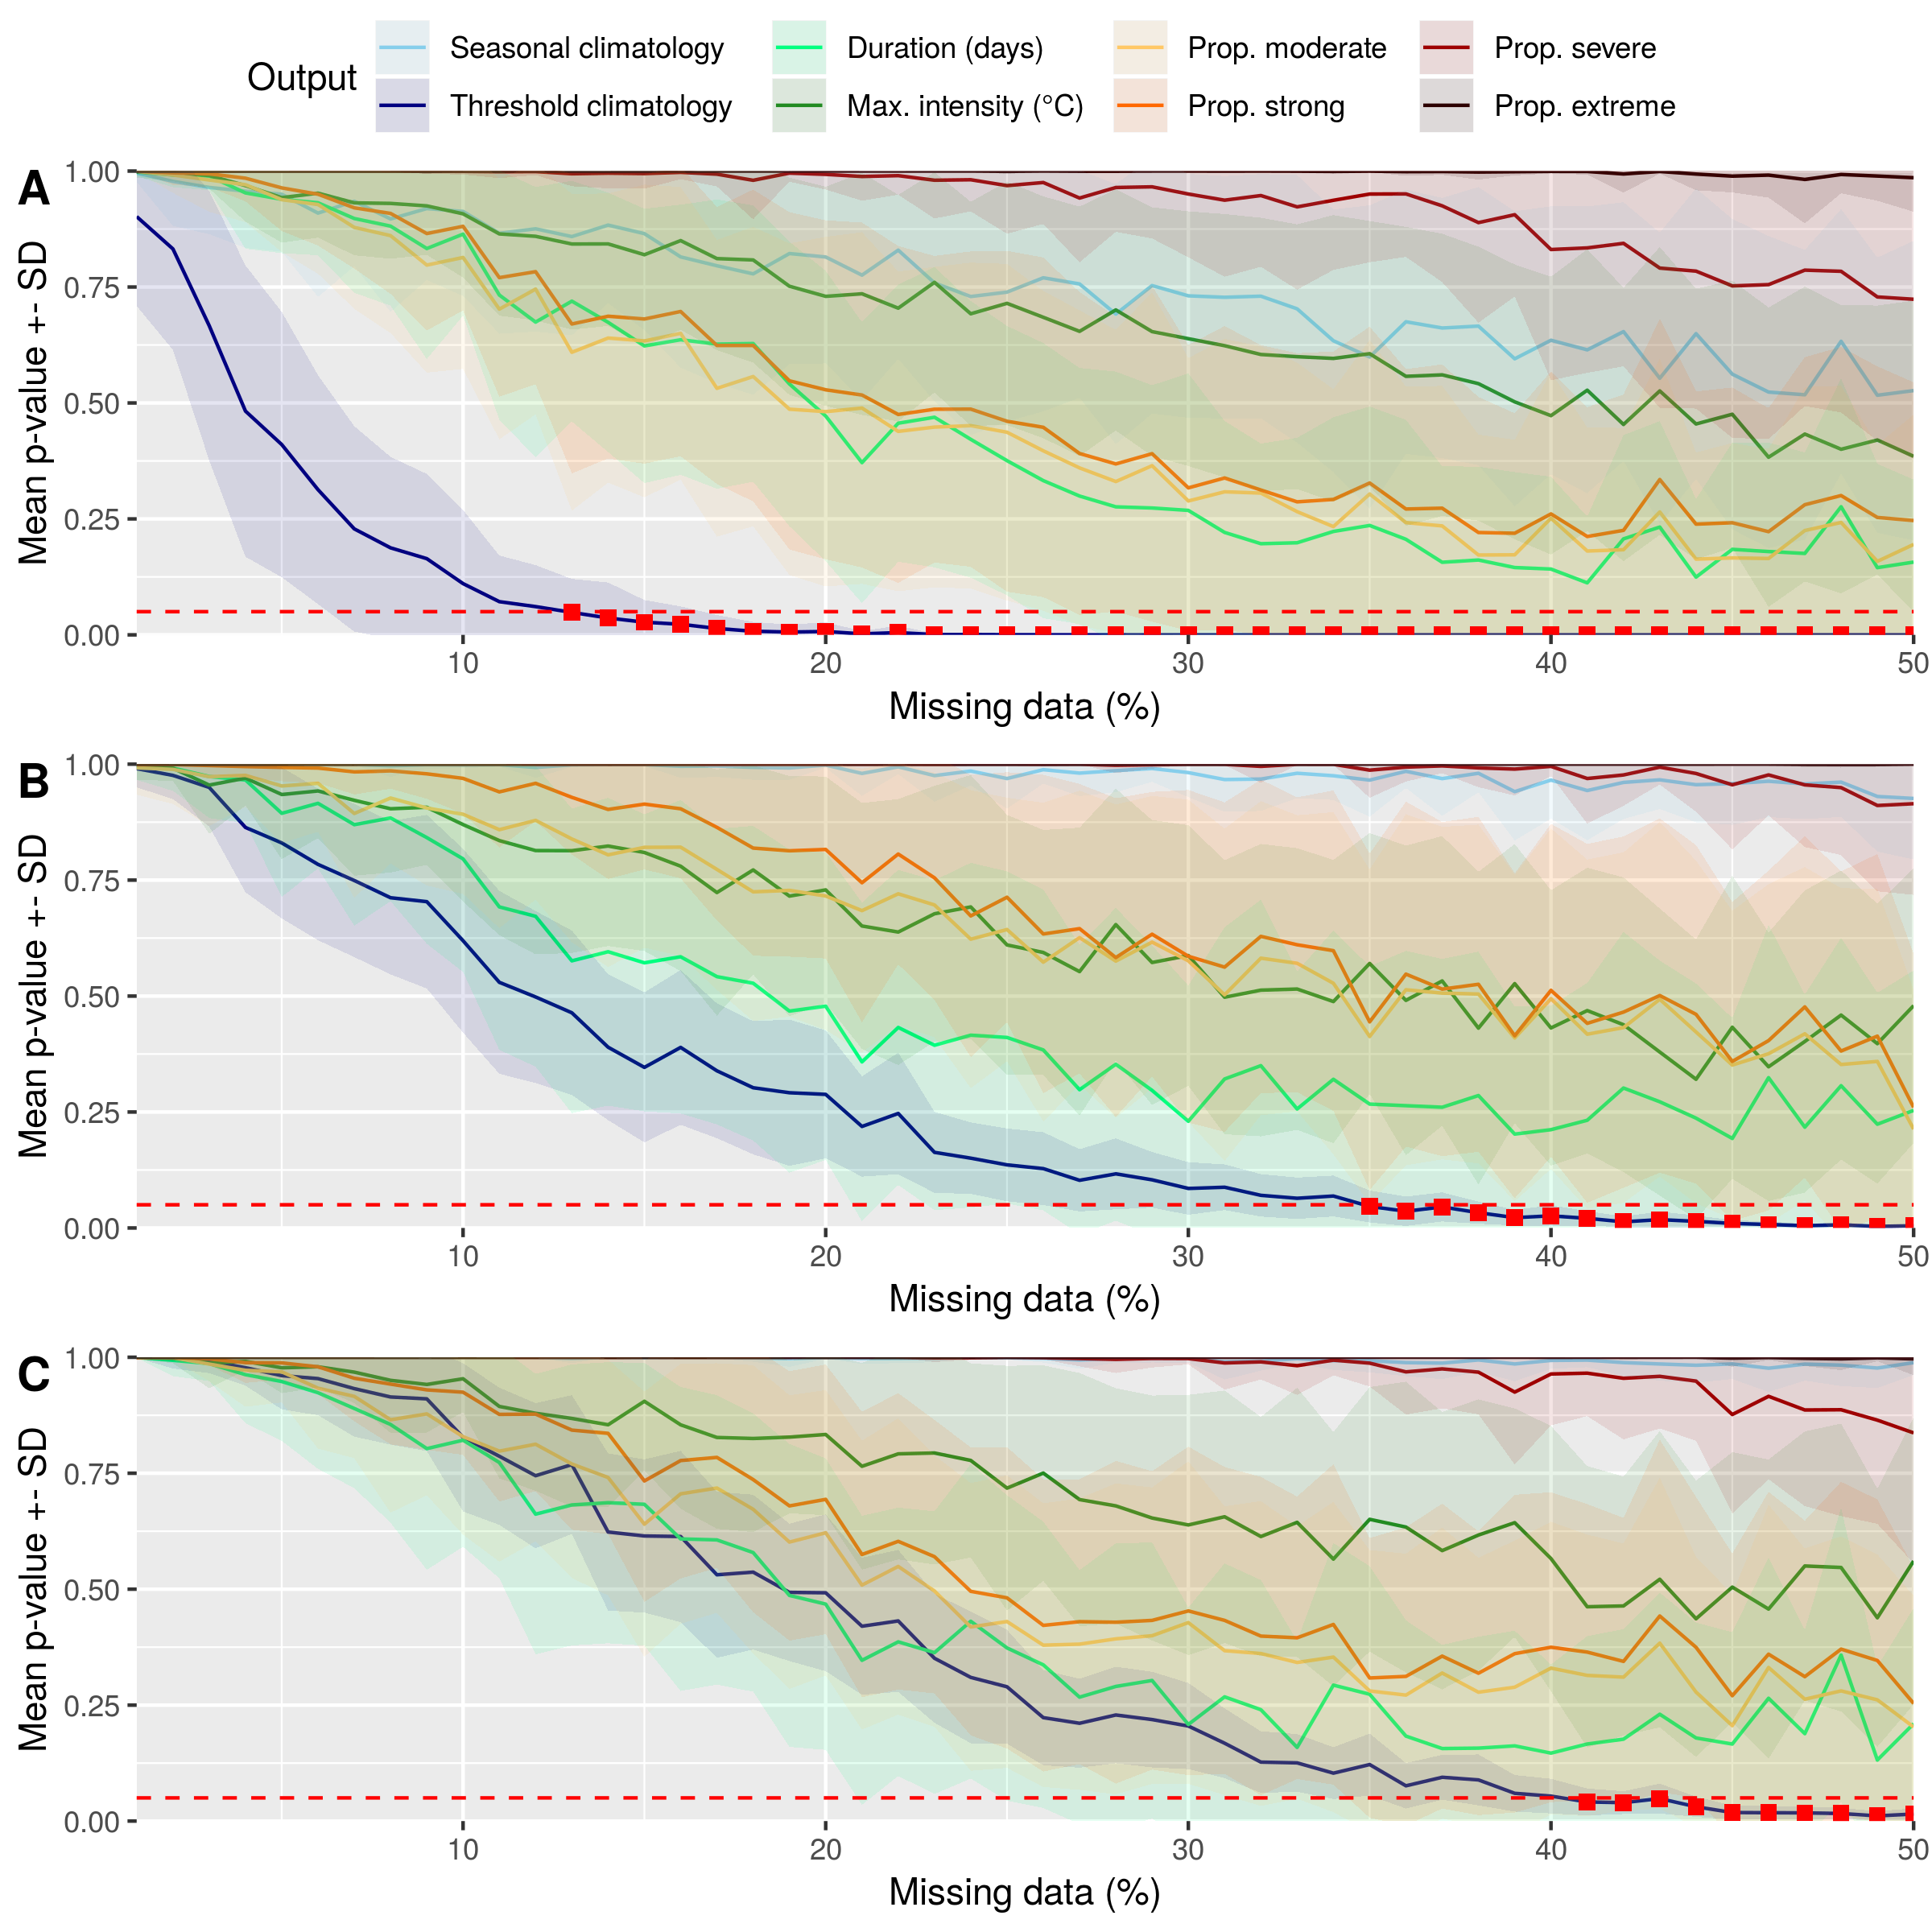 Output
Seasonal climatology
Duration (days)
Prop. moderate
Prop. severe
Threshold climatology
Max. intensity (°C)
Prop. strong
Prop. extreme
A
Mean p-value +- SD
1.00
0.75
0.50
0.25
0.00
10 20 30 40 50
Missing data (%)
B
Mean p-value +- SD
1.00
0.75
0.50
0.25
0.00
10 20 30 40 50
Missing data (%)
C
Mean p-value +- SD
1.00
0.75
0.50
0.25
0.00
10 20 30 40 50
Missing data (%)